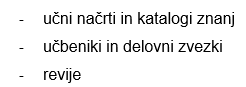 - učni načrti in katalogi znanj
- učbeniki in delovni zvezki
- revije